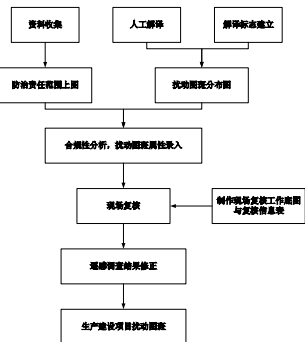 资料收集
人工解译
解译标志建立
防治责任范围上图
扰动图斑分布图
合规性分析，扰动图斑属性录入
现场复核
制作现场复核工作底图
与复核信息表
遥感调查结果修正
生产建设项目扰动图斑